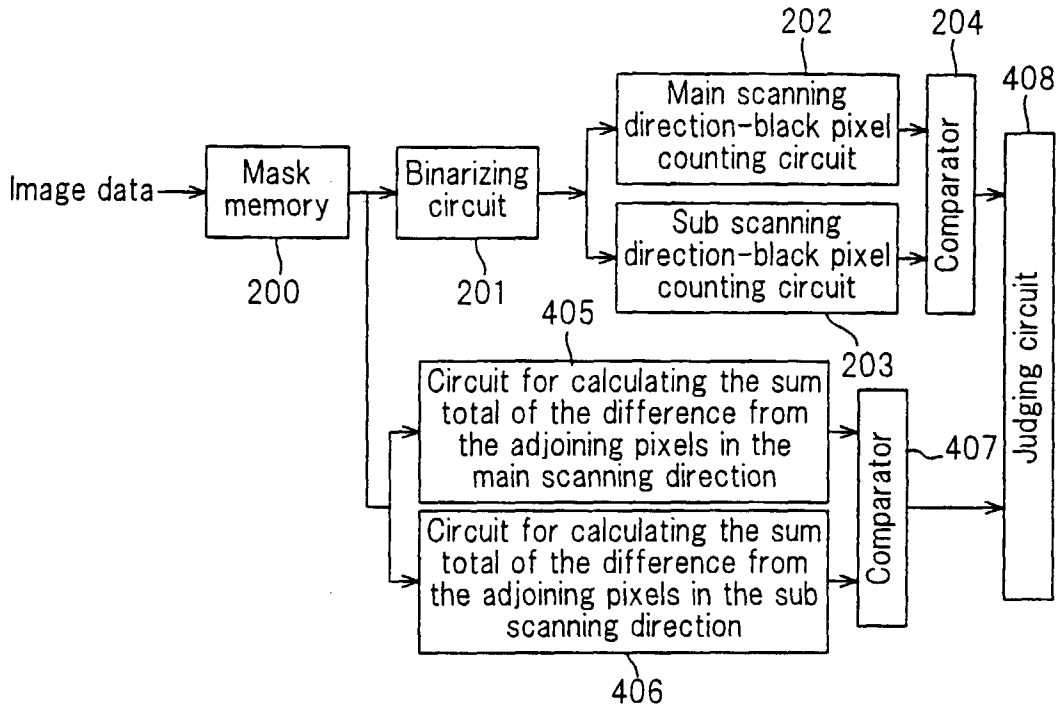 202
204
408
Main scanning
direction-black pixel
counting circuit
Comparator
Judging circuit
Image data
Mask
memory
200
Binarizing
circuit
201
Sub scanning
direction-black pixel
counting circuit
203
405
Circuit for calculating the sum
total of the difference from
the adjoining pixels in the
main scanning direction
Comparator
407
Circuit for calculating the sum
total of the difference from
the adjoining pixels in the sub
scanning direction
406